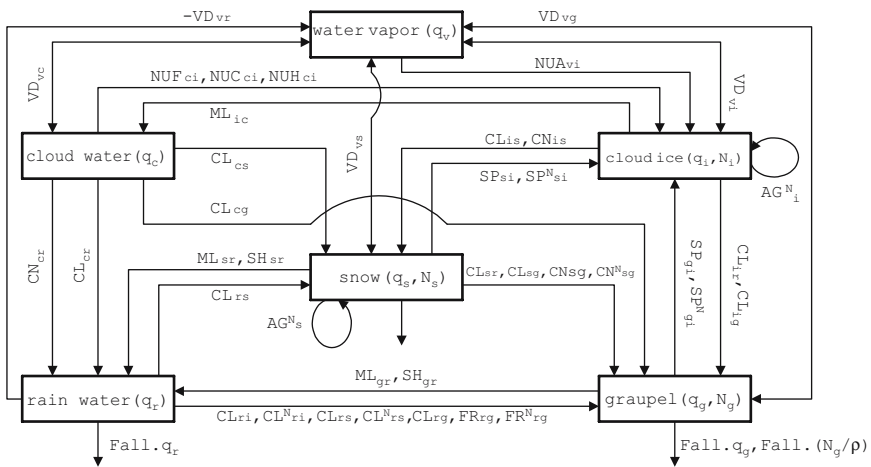 -VDvr
VDvg
water vapor (qv)
VDvc
NUFci, NUCci, NUHci
NUAvi
VDvi
MLic
cloud water (qc)
CLcs
VDvs
CLis, CNis
cloud ice (qi, Ni)
SPsi, SPNsi
AGNi
CLcg
CNcr
CLcr
MLsr, SHsr
snow (qs, Ns)
CLsr, CLsg, CNsg, CNNsg
SPgi, SPNgi
CLir, CLig
CLrs
AGNs
MLgr, SHgr
rain water (qr)
graupel (qg, Ng)
CLri, CLNri, CLrs, CLNrs, CLrg, FRrg, FRNrg
Fall.qr
Fall.qg, Fall.(Ng/ρ)